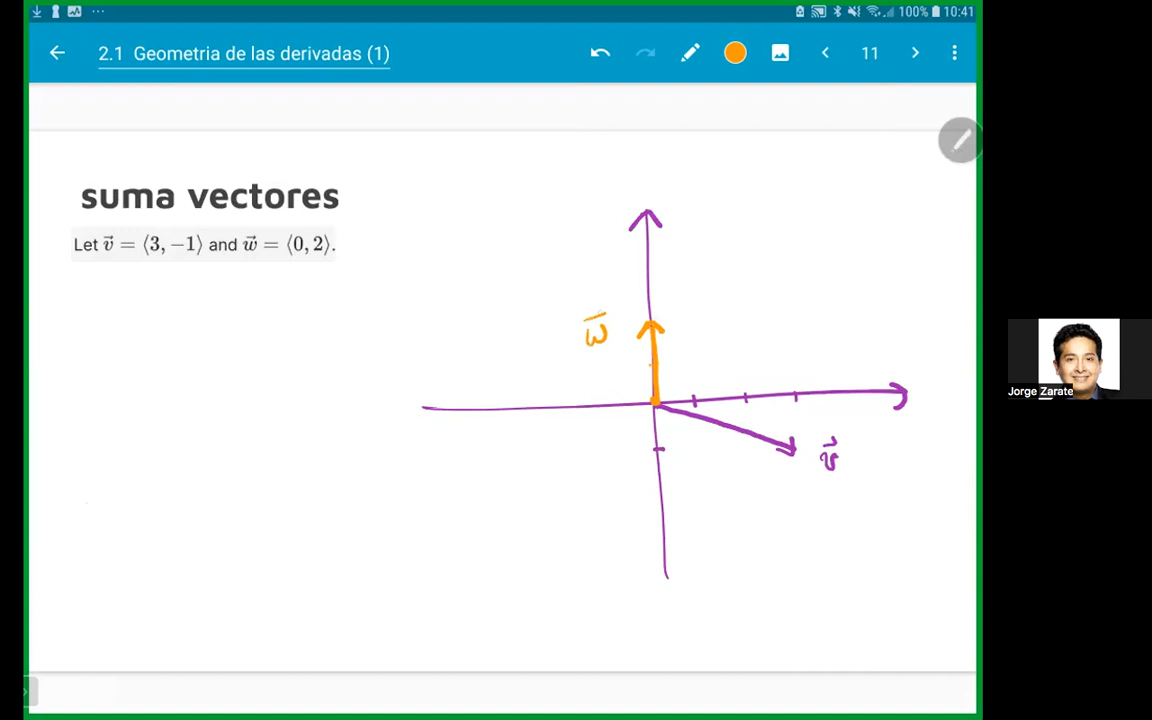 100% 10:41
2.1 Geometria de las derivadas (1)
11
suma vectores
Let v⃗ = ⟨3, −1⟩ and w⃗ = ⟨0, 2⟩.
w⃗
v⃗
Jorge Zarate